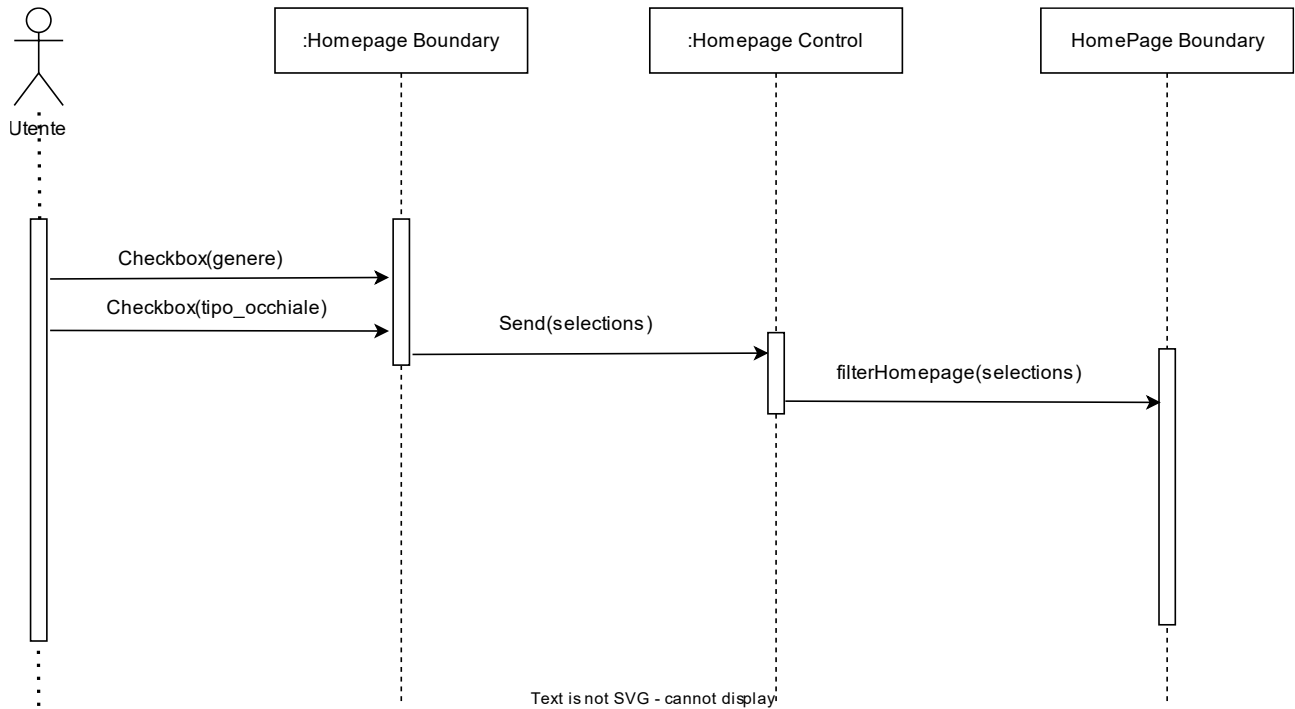 :Homepage Boundary
:Homepage Control
HomePage Boundary
Utente
Checkbox(genere)
Checkbox(tipo_occhiale)
Send(selections)
filterHomepage(selections)
Text is not SVG - cannot display